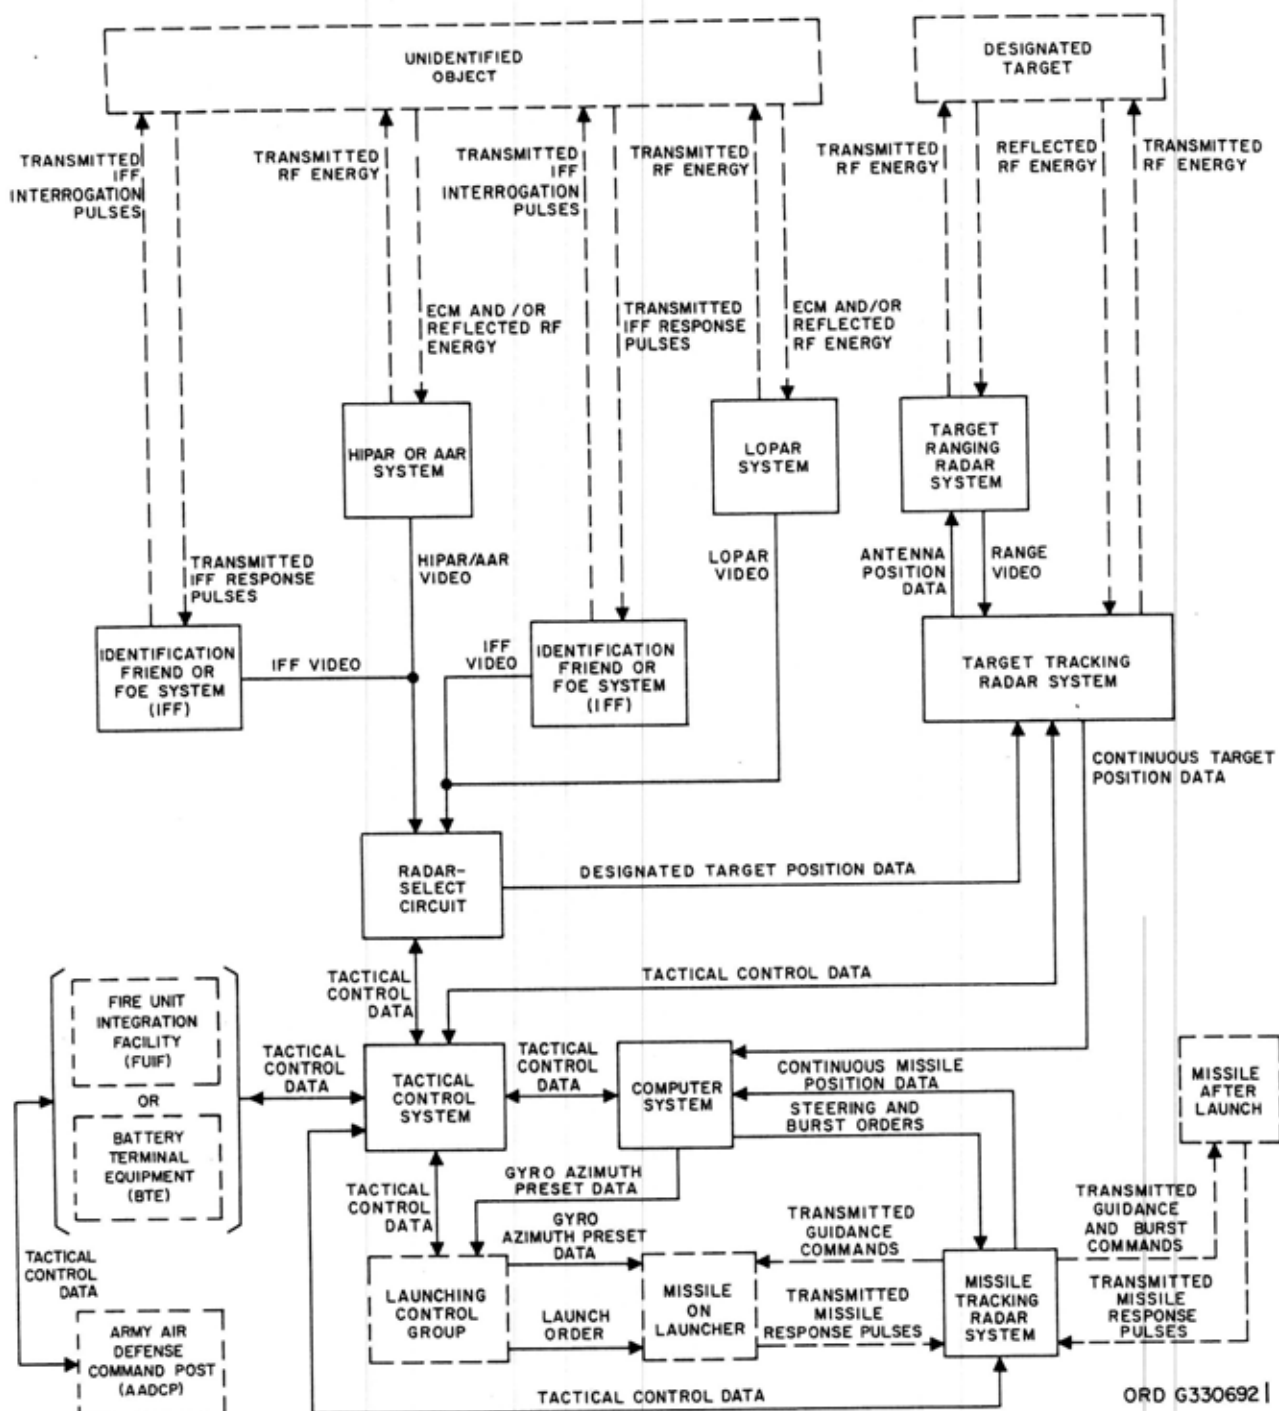 UNIDENTIFIED
OBJECT
DESIGNATED
TARGET
TRANSMITTED
IFF
INTERROGATION
PULSES
TRANSMITTED
RF ENERGY
TRANSMITTED
IFF
INTERROGATION
PULSES
TRANSMITTED
RF ENERGY
TRANSMITTED
RF ENERGY
REFLECTED
RF ENERGY
TRANSMITTED
RF ENERGY
ECM AND /OR
REFLECTED RF
ENERGY
TRANSMITTED
IFF RESPONSE
PULSES
ECM AND/OR
REFLECTED
RF ENERGY
HIPAR OR AAR
SYSTEM
LOPAR
SYSTEM
TARGET
RANGING
RADAR
SYSTEM
TRANSMITTED
IFF RESPONSE
PULSES
HIPAR/AAR
VIDEO
LOPAR
VIDEO
ANTENNA
POSITION
DATA
RANGE
VIDEO
IDENTIFICATION
FRIEND OR
FOE SYSTEM
(IFF)
IFF VIDEO
IFF
VIDEO
IDENTIFICATION
FRIEND OR
FOE SYSTEM
(IFF)
TARGET TRACKING
RADAR SYSTEM
CONTINUOUS TARGET
POSITION DATA
RADAR-
SELECT
CIRCUIT
DESIGNATED TARGET POSITION DATA
TACTICAL
CONTROL
DATA
TACTICAL CONTROL DATA
FIRE UNIT
INTEGRATION
FACILITY
(FUIF)
OR
BATTERY
TERMINAL
EQUIPMENT
(BTE)
TACTICAL
CONTROL
DATA
TACTICAL
CONTROL
SYSTEM
TACTICAL
CONTROL
DATA
COMPUTER
SYSTEM
CONTINUOUS MISSILE
POSITION DATA
STEERING AND
BURST ORDERS
MISSILE
AFTER
LAUNCH
TACTICAL
CONTROL
DATA
GYRO AZIMUTH
PRESET DATA
GYRO
AZIMUTH PRESET
DATA
TRANSMITTED
GUIDANCE
COMMANDS
TRANSMITTED
GUIDANCE
AND BURST
COMMANDS
TACTICAL
CONTROL
DATA
LAUNCHING
CONTROL
GROUP
LAUNCH
ORDER
MISSILE
ON
LAUNCHER
TRANSMITTED
MISSILE
RESPONSE PULSES
MISSILE
TRACKING
RADAR
SYSTEM
TRANSMITTED
MISSILE
RESPONSE
PULSES
ARMY AIR
DEFENSE
COMMAND POST
(AADCP)
TACTICAL CONTROL DATA
ORD G330692